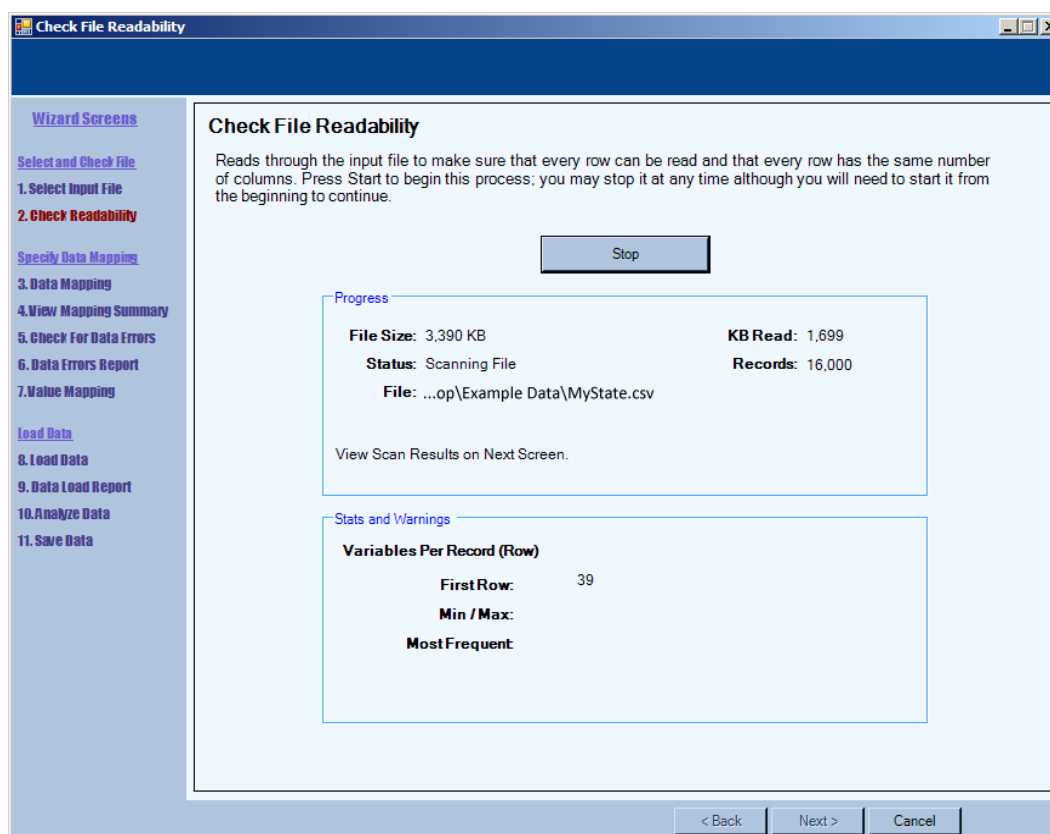 Check File Readability
Wizard Screens
Select and Check File
1. Select Input File
2. Check Readability
Specify Data Mapping
3. Data Mapping
4. View Mapping Summary
5. Check For Data Errors
6. Data Errors Report
7. Value Mapping
Load Data
8. Load Data
9. Data Load Report
10. Analyze Data
11. Save Data
Check File Readability
Reads through the input file to make sure that every row can be read and that every row has the same number
of columns. Press Start to begin this process; you may stop it at any time although you will need to start it from
the beginning to continue.
Stop
Progress
File Size: 3,390 KB KB Read: 1,699
Status: Scanning File Records: 16,000
File: ...op\Example Data\MyState.csv
View Scan Results on Next Screen.
Stats and Warnings
Variables Per Record (Row)
First Row: 39
Min / Max:
Most Frequent:
< Back Next > Cancel